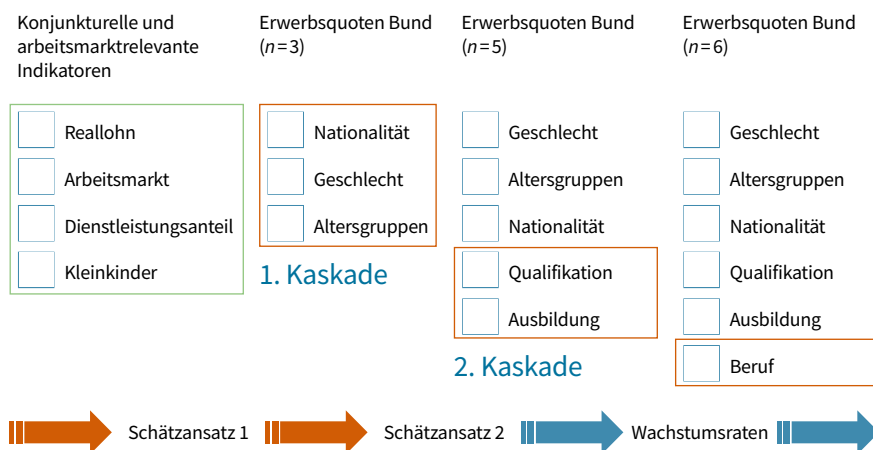 Konjunkturelle und
arbeitsmarktrelevante
Indikatoren
Reallohn
Arbeitsmarkt
Dienstleistungsanteil
Kleinkinder
Erwerbsquoten Bund
(n=3)
Nationalität
Geschlecht
Altersgruppen
1. Kaskade
Erwerbsquoten Bund
(n=5)
Geschlecht
Altersgruppen
Nationalität
Qualifikation
Ausbildung
2. Kaskade
Erwerbsquoten Bund
(n=6)
Geschlecht
Altersgruppen
Nationalität
Qualifikation
Ausbildung
Beruf
Schätzansatz 1
Schätzansatz 2
Wachstumsraten